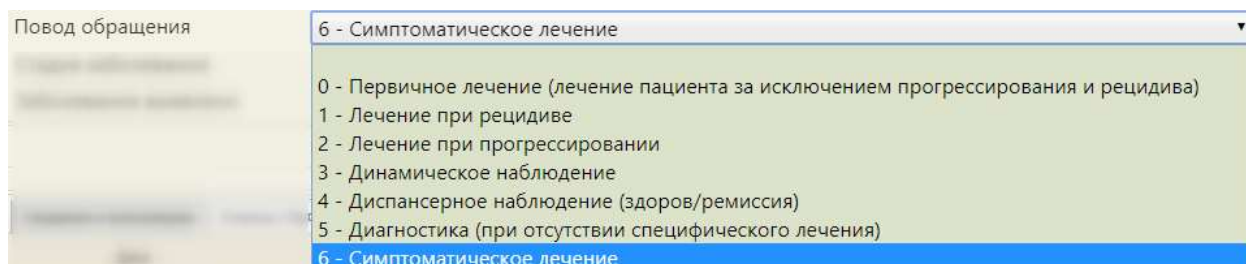 Повод обращения
6 - Симптоматическое лечение
0 - Первичное лечение (лечение пациента за исключением прогрессирования и рецидива)
1 - Лечение при рецидиве
2 - Лечение при прогрессировании
3 - Динамическое наблюдение
4 - Диспансерное наблюдение (здоров/ремиссия)
5 - Диагностика (при отсутствии специфического лечения)
6 - Симптоматическое лечение